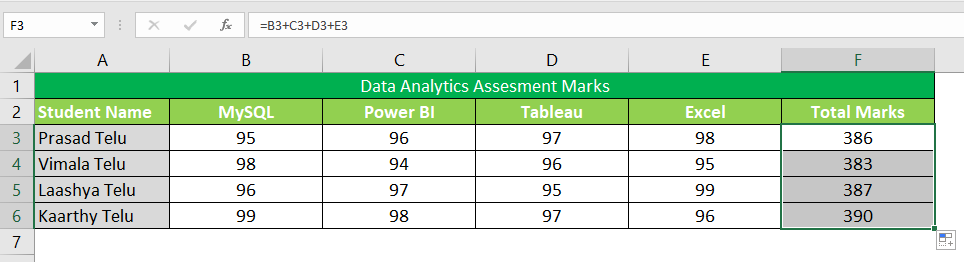 F3 fx =B3+C3+D3+E3
A B C D E F
1 Data Analytics Assesment Marks
2 Student Name MySQL Power BI Tableau Excel Total Marks
3 Prasad Telu 95 96 97 98 386
4 Vimala Telu 98 94 96 95 383
5 Laashya Telu 96 97 95 99 387
6 Kaarthy Telu 99 98 97 96 390
7